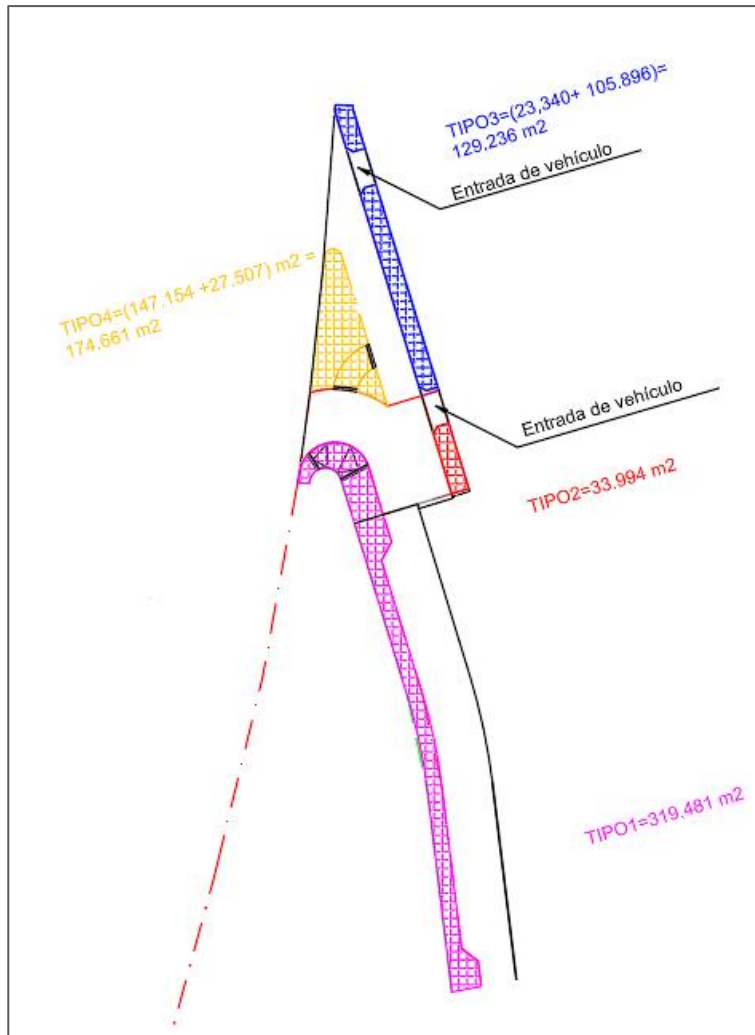 TIPO3=(23,340+ 105.896)=
129,236 m2
Entrada de vehículo
TIPO4=(147.154 +27.507) m2 =
174,661 m2
Entrada de vehículo
TIPO2=33.994 m2
TIPO1=319.481 m2